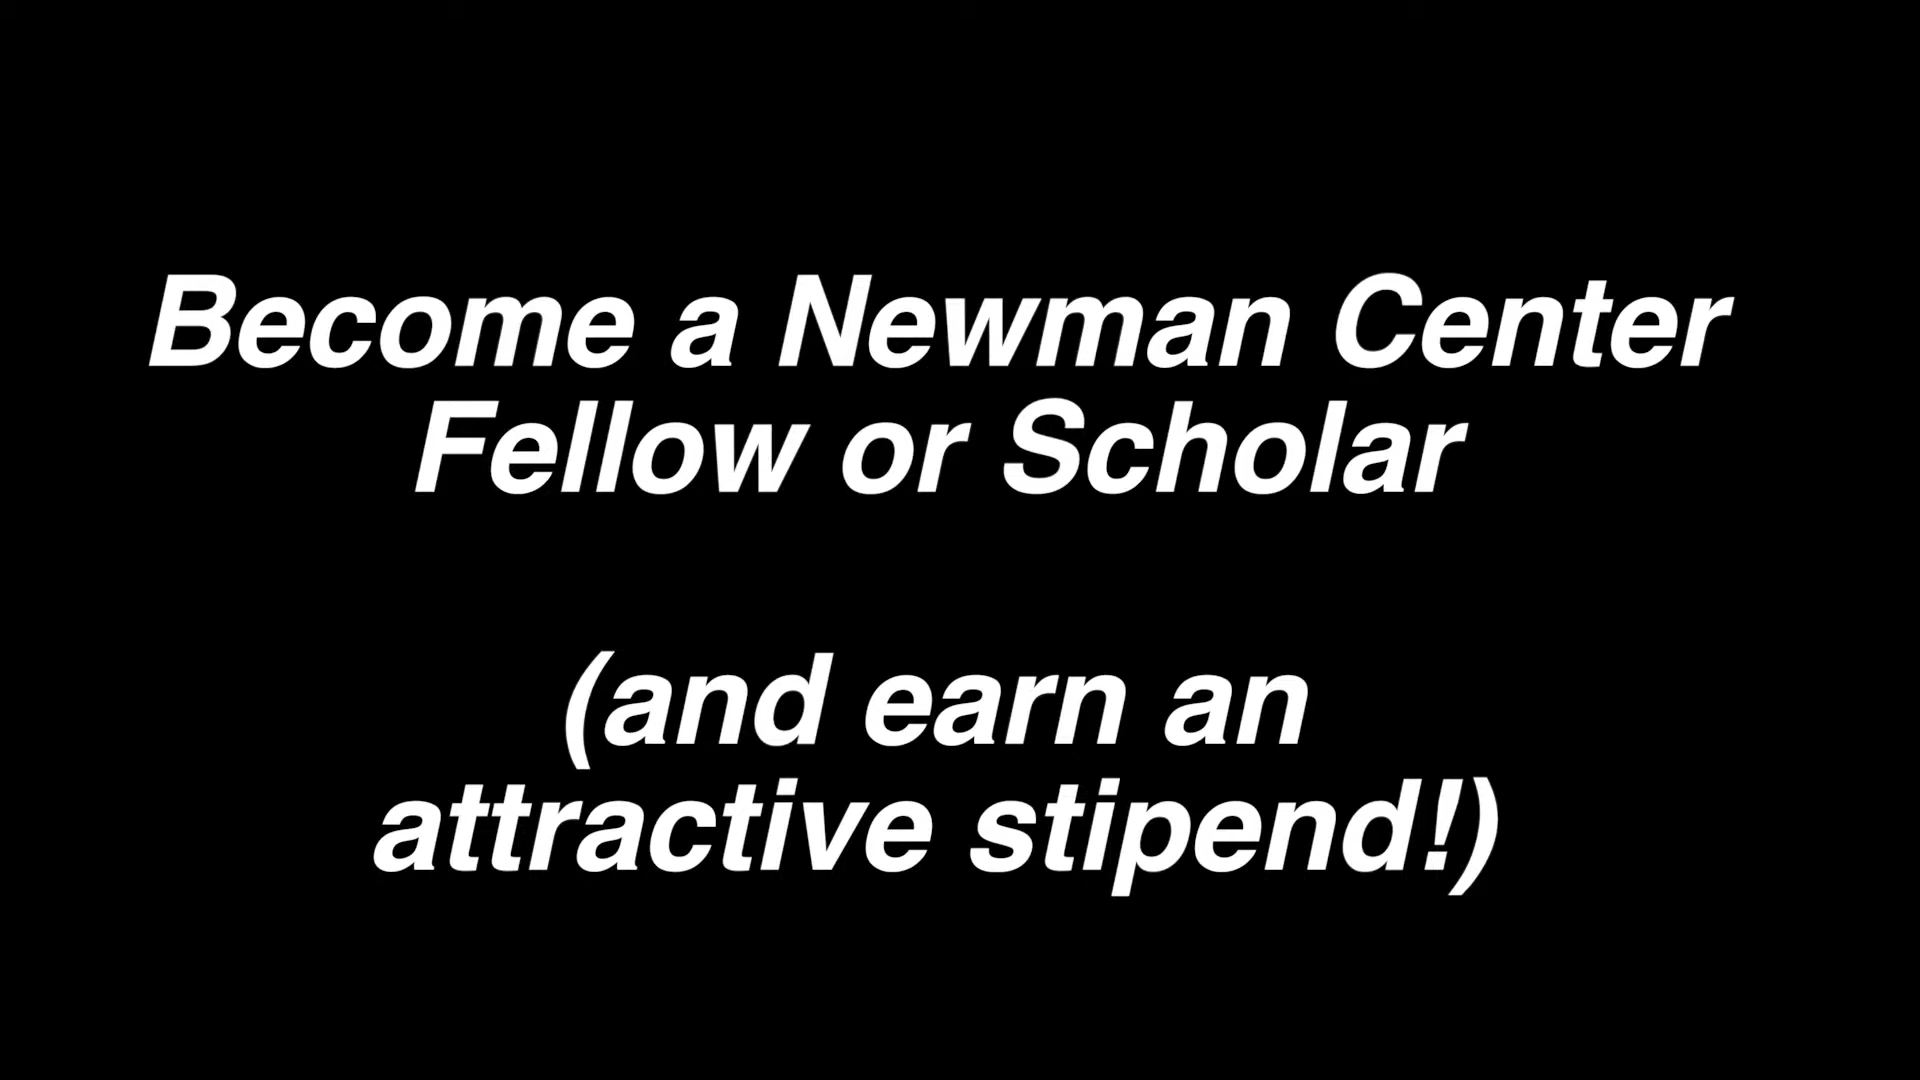 Become a Newman Center
Fellow or Scholar
(and earn an
attractive stipend!)